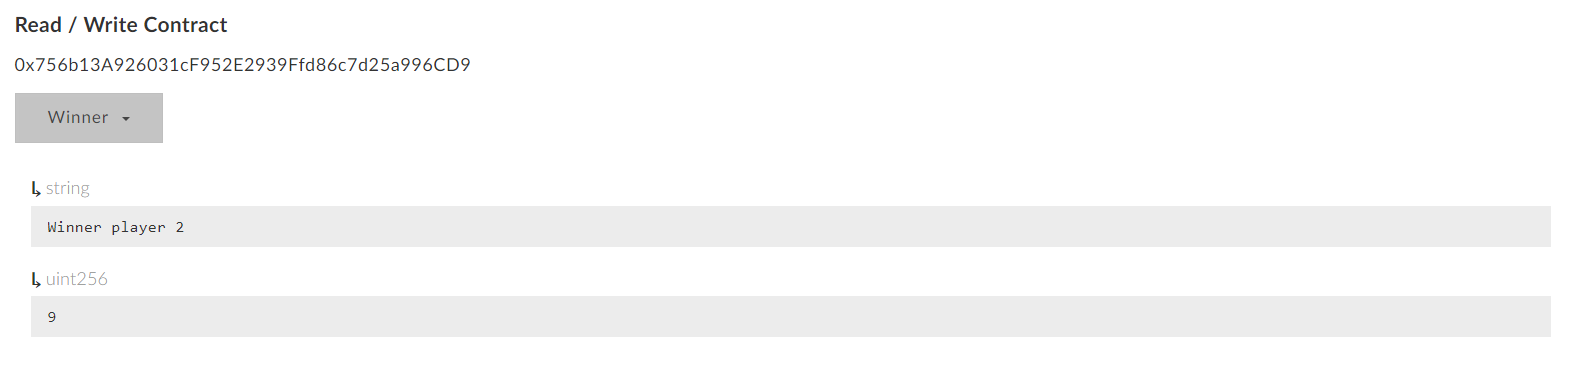 Read / Write Contract
0x756b13A926031cF952E2939Ffd86c7d25a996CD9
Winner
string
Winner player 2
uint256
9